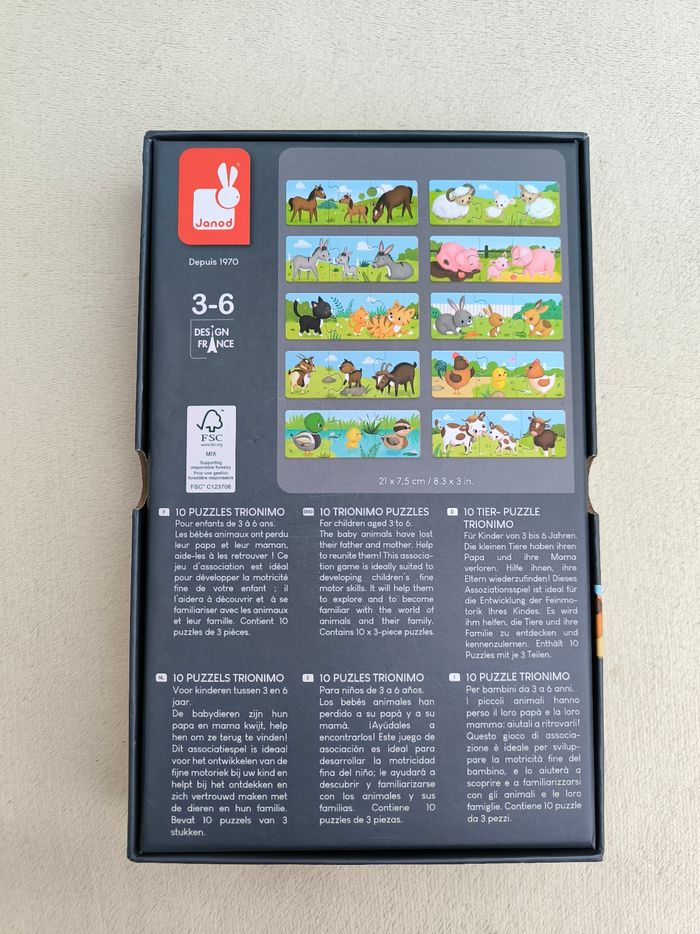 Janod
Depuis 1970
3-6
DESIGN
FRANCE
FSC
www.fsc.org
MIX
Supporting
responsible forestry
Pour une gestion
forestière responsable
FSC™ C123706
21 x 7,5 cm / 8.3 x 3 in.
F 10 PUZZLES TRIONIMO
Pour enfants de 3 à 6 ans.
Les bébés animaux ont perdu
leur papa et leur maman,
aide-les à les retrouver ! Ce
jeu d'association est idéal
pour développer la motricité
fine de votre enfant ; il
l'aidera à découvrir et à se
familiariser avec les animaux
et leur famille. Contient 10
puzzles de 3 pièces.
ENG 10 TRIONIMO PUZZLES
For children aged 3 to 6.
The baby animals have lost
their father and mother. Help
to reunite them! This associa-
tion game is ideally suited to
developing children's fine
motor skills. It will help them
to explore and to become
familiar with the world of
animals and their family.
Contains 10 x 3-piece puzzles.
D 10 TIER- PUZZLE
TRIONIMO
Für Kinder von 3 bis 6 Jahren.
Die kleinen Tiere haben ihren
Papa und ihre Mama
verloren. Hilfe ihnen, ihre
Eltern wiederzufinden! Dieses
Assoziationsspiel ist ideal für
die Entwicklung der Feinmo-
torik Ihres Kindes. Es wird
ihm helfen, die Tiere und ihre
Familie zu entdecken und
kennenzulernen. Enthält 10
Puzzles mit je 3 Teilen.
NL 10 PUZZELS TRIONIMO
Voor kinderen tussen 3 en 6
jaar.
De babydieren zijn hun
papa en mama kwijt, help
hen om ze terug te vinden!
Dit associatiespel is ideaal
voor het ontwikkelen van de
fijne motoriek bij uw kind en
helpt bij het ontdekken en
zich vertrouwd maken met
de dieren en hun familie.
Bevat 10 puzzels van 3
stukken.
E 10 PUZLES TRIONIMO
Para niños de 3 a 6 años.
Los bebés animales han
perdido a su papá y a su
mamá. ¡Ayúdales a
encontrarlos! Este juego de
asociación es ideal para
desarrollar la motricidad
fina del niño; le ayudará a
descubrir y familiarizarse
con los animales y sus
familias. Contiene 10
puzles de 3 piezas.
I 10 PUZZLE TRIONIMO
Per bambini da 3 a 6 anni.
I piccoli animali hanno
perso il loro papà e la loro
mamma: aiutali a ritrovarli!
Questo gioco di associa-
zione è ideale per svilup-
pare la motricità fine del
bambino, e lo aiuterà a
scoprire e a familiarizzarsi
con gli animali e le loro
famiglie. Contiene 10 puzzle
da 3 pezzi.